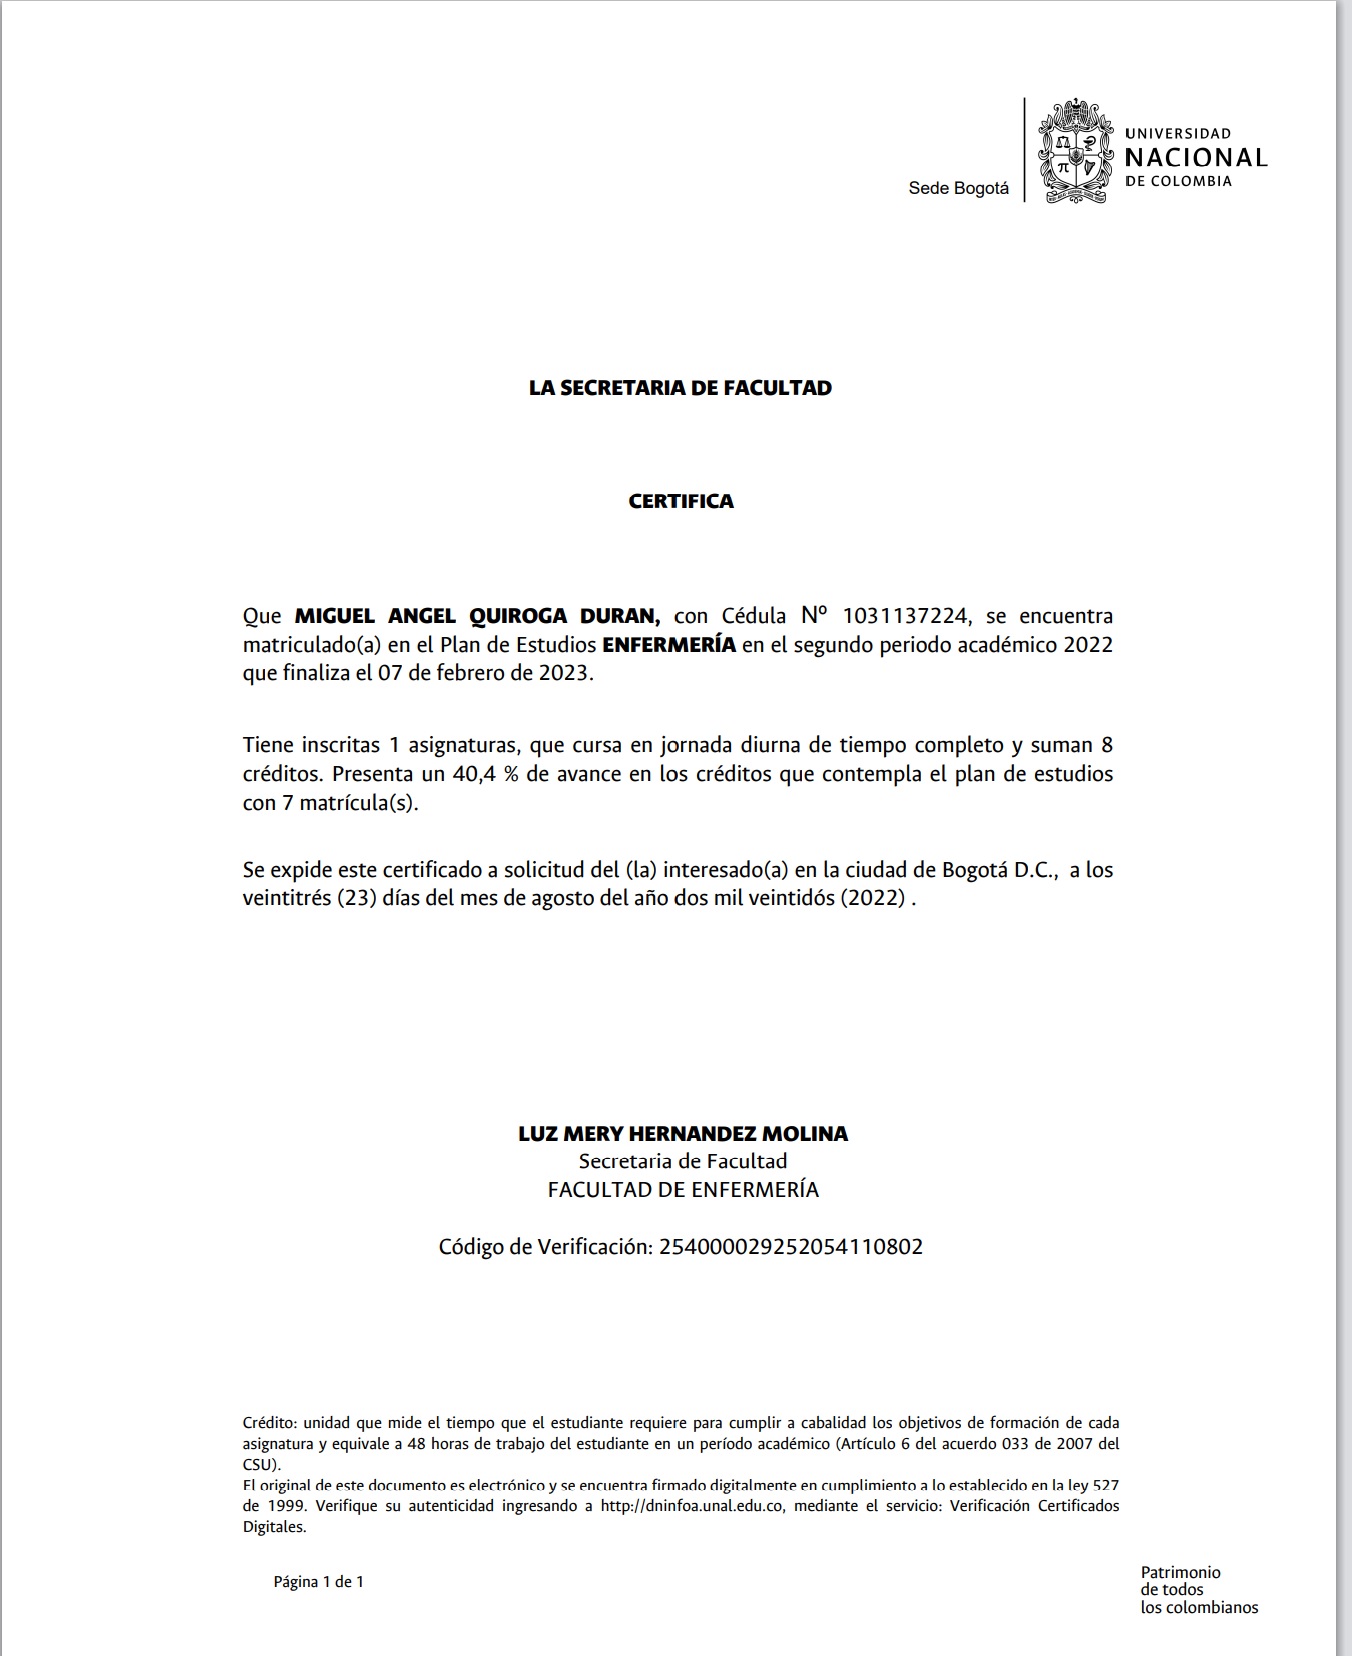 Sede Bogotá
UNIVERSIDAD
NACIONAL
DE COLOMBIA
LA SECRETARIA DE FACULTAD
CERTIFICA
Que MIGUEL ANGEL QUIROGA DURAN, con Cédula Nº 1031137224, se encuentra
matriculado(a) en el Plan de Estudios ENFERMERÍA en el segundo periodo académico 2022
que finaliza el 07 de febrero de 2023.
Tiene inscritas 1 asignaturas, que cursa en jornada diurna de tiempo completo y suman 8
créditos. Presenta un 40,4 % de avance en los créditos que contempla el plan de estudios
con 7 matrícula(s).
Se expide este certificado a solicitud del (la) interesado(a) en la ciudad de Bogotá D.C., a los
veintitrés (23) días del mes de agosto del año dos mil veintidós (2022) .
LUZ MERY HERNANDEZ MOLINA
Secretaria de Facultad
FACULTAD DE ENFERMERÍA
Código de Verificación: 254000029252054110802
Crédito: unidad que mide el tiempo que el estudiante requiere para cumplir a cabalidad los objetivos de formación de cada
asignatura y equivale a 48 horas de trabajo del estudiante en un período académico (Artículo 6 del acuerdo 033 de 2007 del
CSU).
El original de este documento es electrónico y se encuentra firmado digitalmente en cumplimiento a lo establecido en la ley 527
de 1999. Verifique su autenticidad ingresando a http://dninfoa.unal.edu.co, mediante el servicio: Verificación Certificados
Digitales.
Página 1 de 1
Patrimonio
de todos
los colombianos